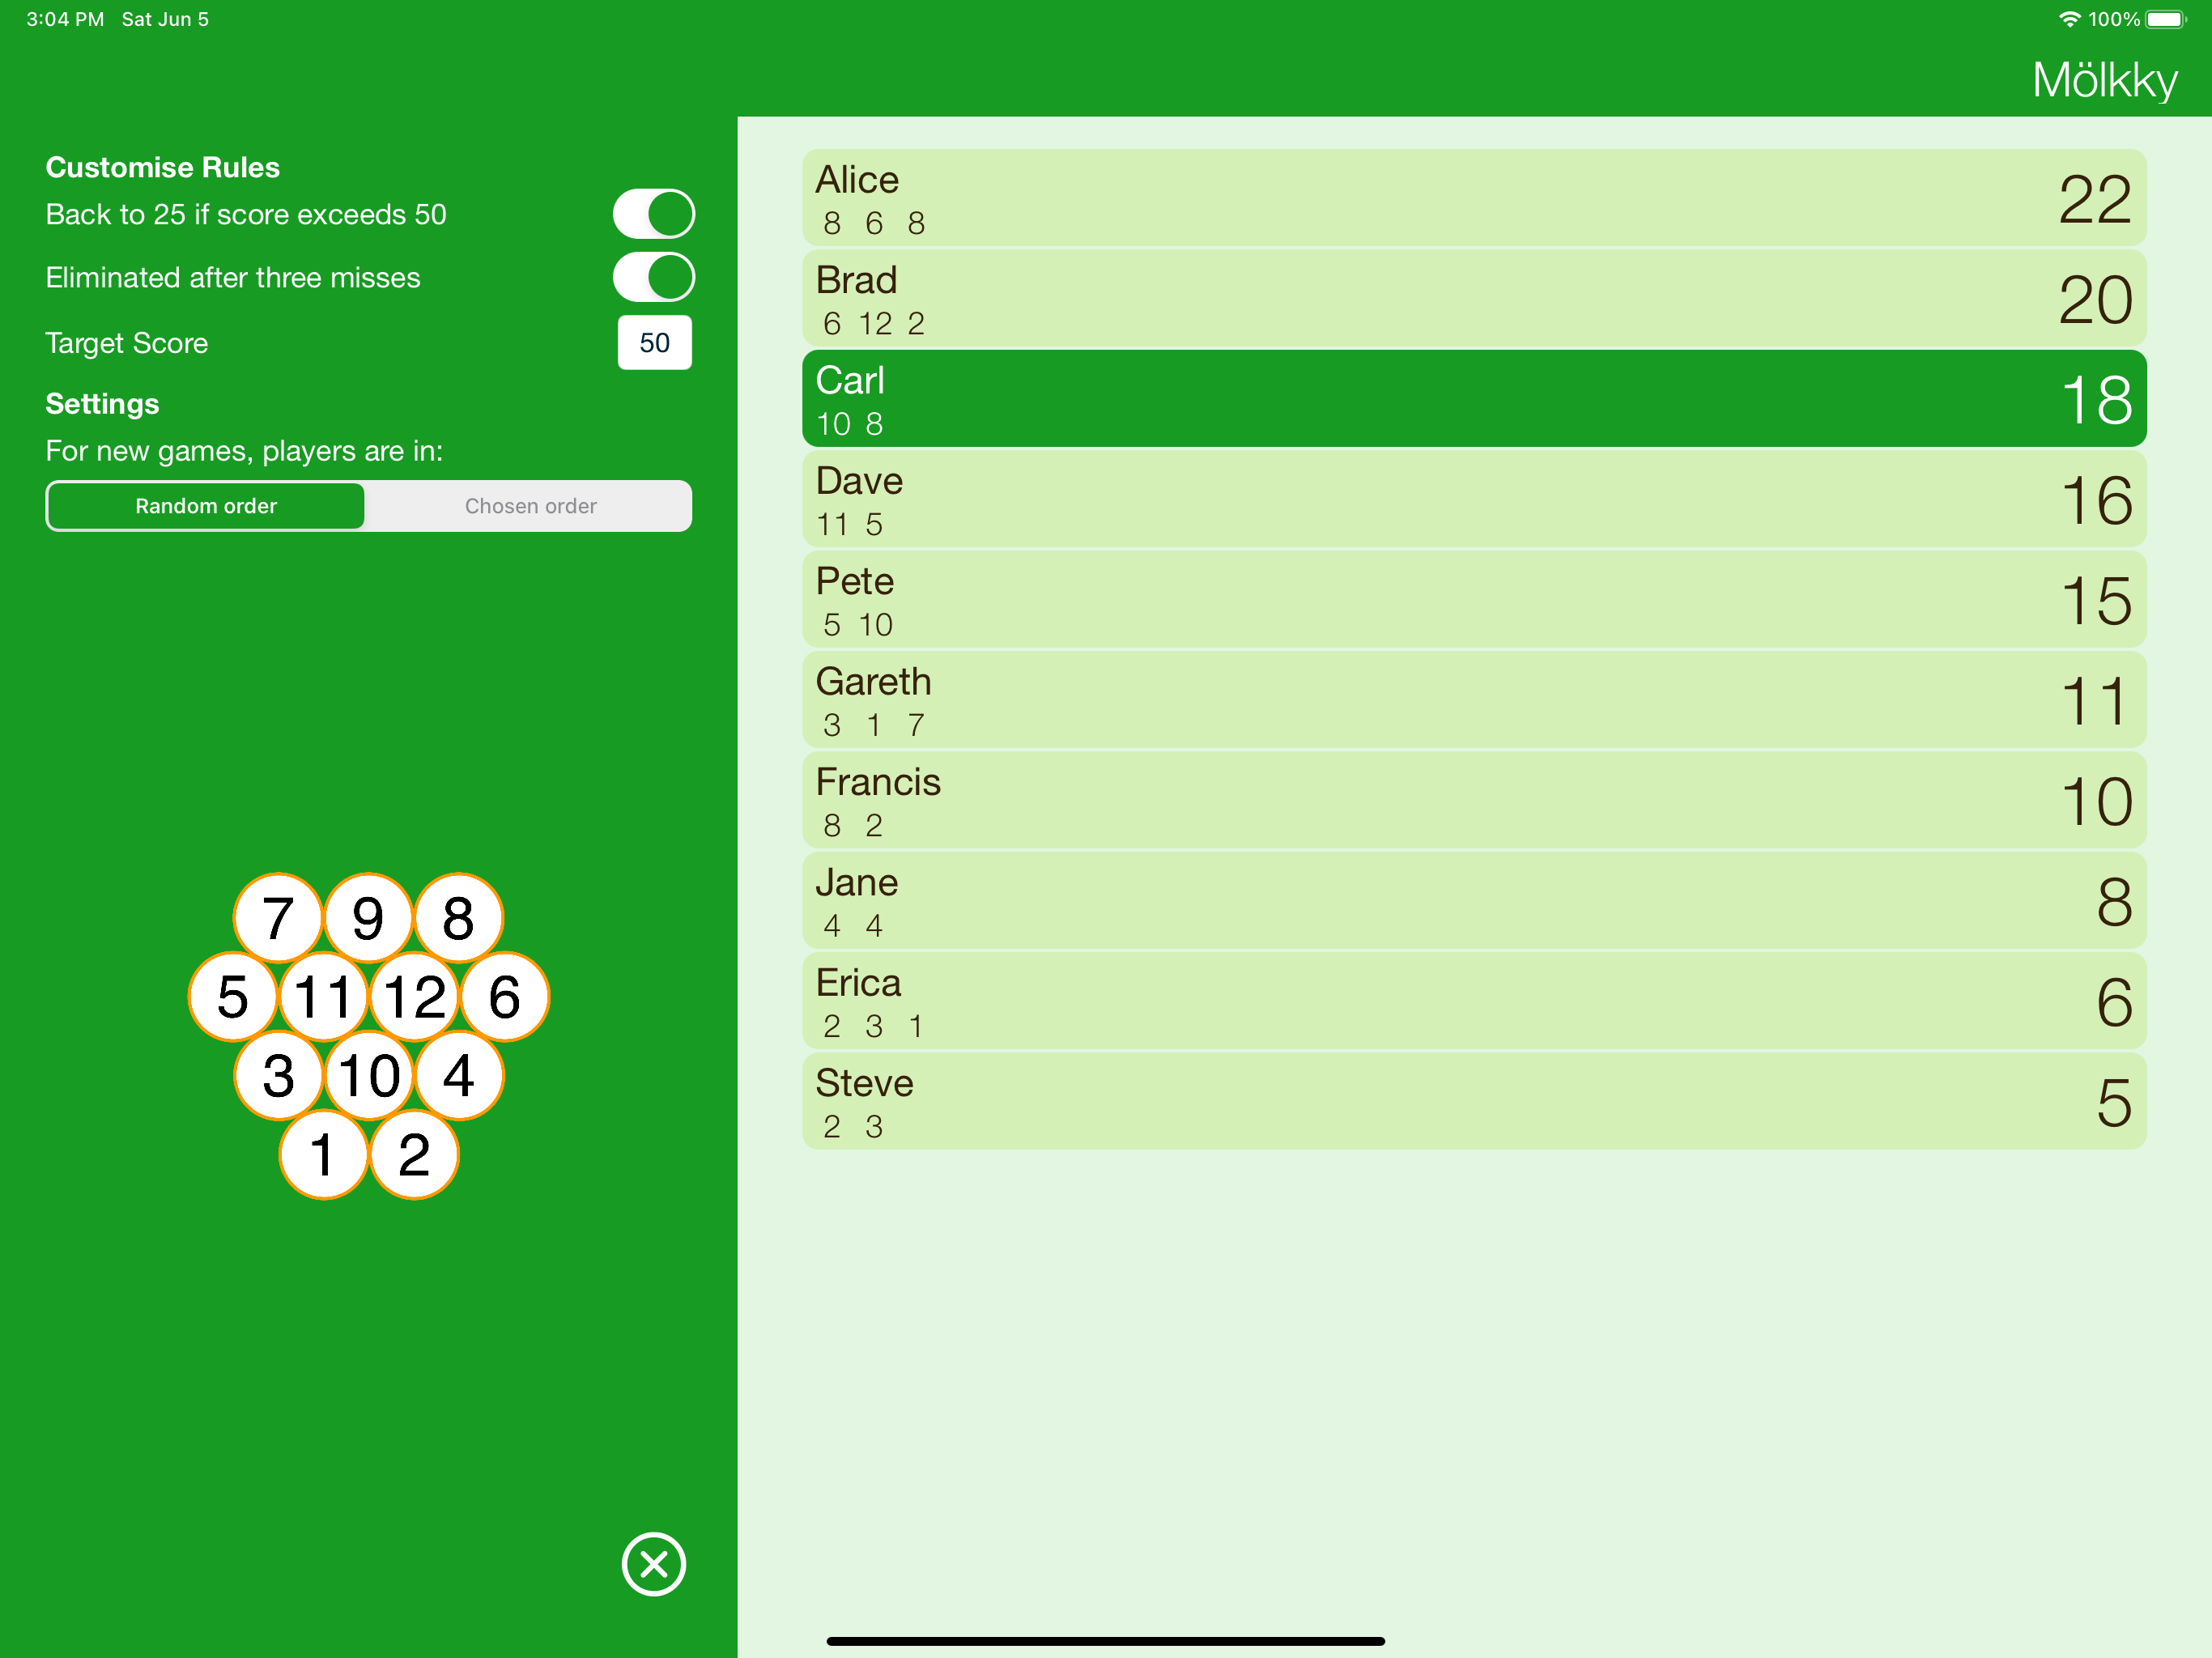 3:04 PM Sat Jun 5
100%
Mölkky
Customise Rules
Back to 25 if score exceeds 50
Eliminated after three misses
Target Score 50
Settings
For new games, players are in:
Random order Chosen order
7 9 8
5 11 12 6
3 10 4
1 2
Alice 22
8 6 8
Brad 20
6 12 2
Carl 18
10 8
Dave 16
11 5
Pete 15
5 10
Gareth 11
3 1 7
Francis 10
8 2
Jane 8
4 4
Erica 6
2 3 1
Steve 5
2 3